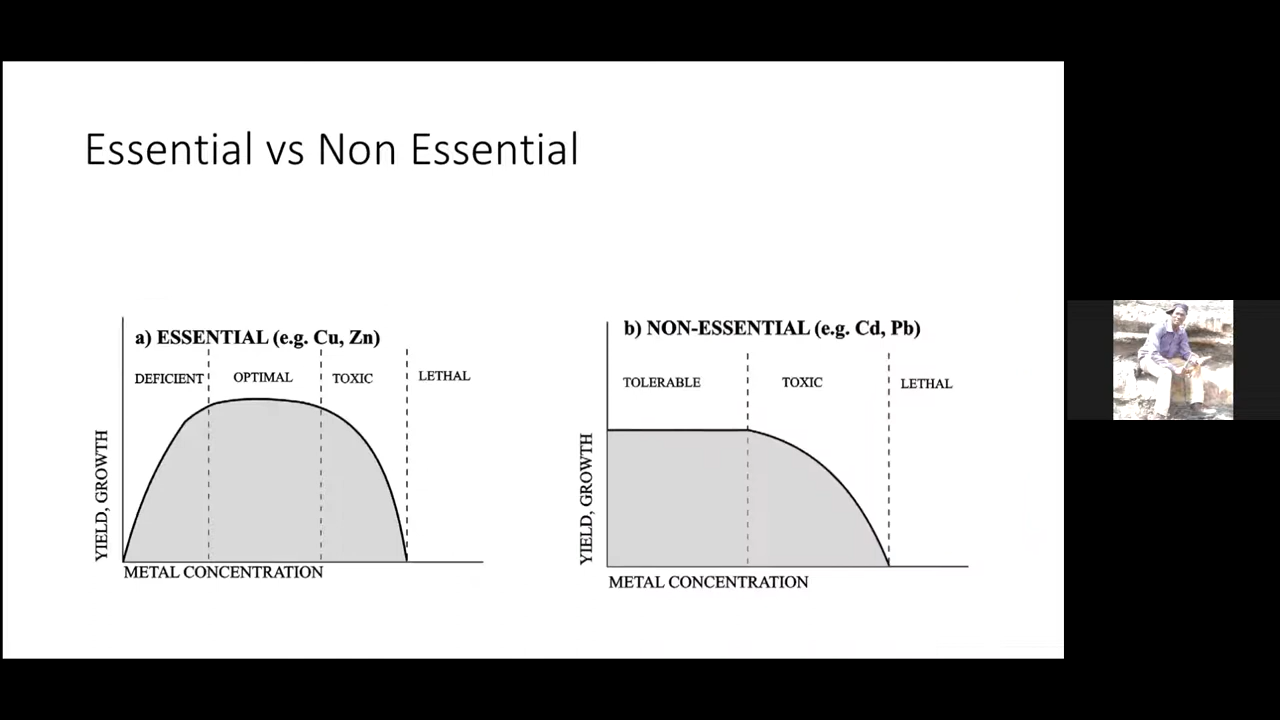 Essential vs Non Essential
a) ESSENTIAL (e.g. Cu, Zn)
DEFICIENT
OPTIMAL
TOXIC
LETHAL
YIELD, GROWTH
METAL CONCENTRATION
b) NON-ESSENTIAL (e.g. Cd, Pb)
TOLERABLE
TOXIC
LETHAL
YIELD, GROWTH
METAL CONCENTRATION